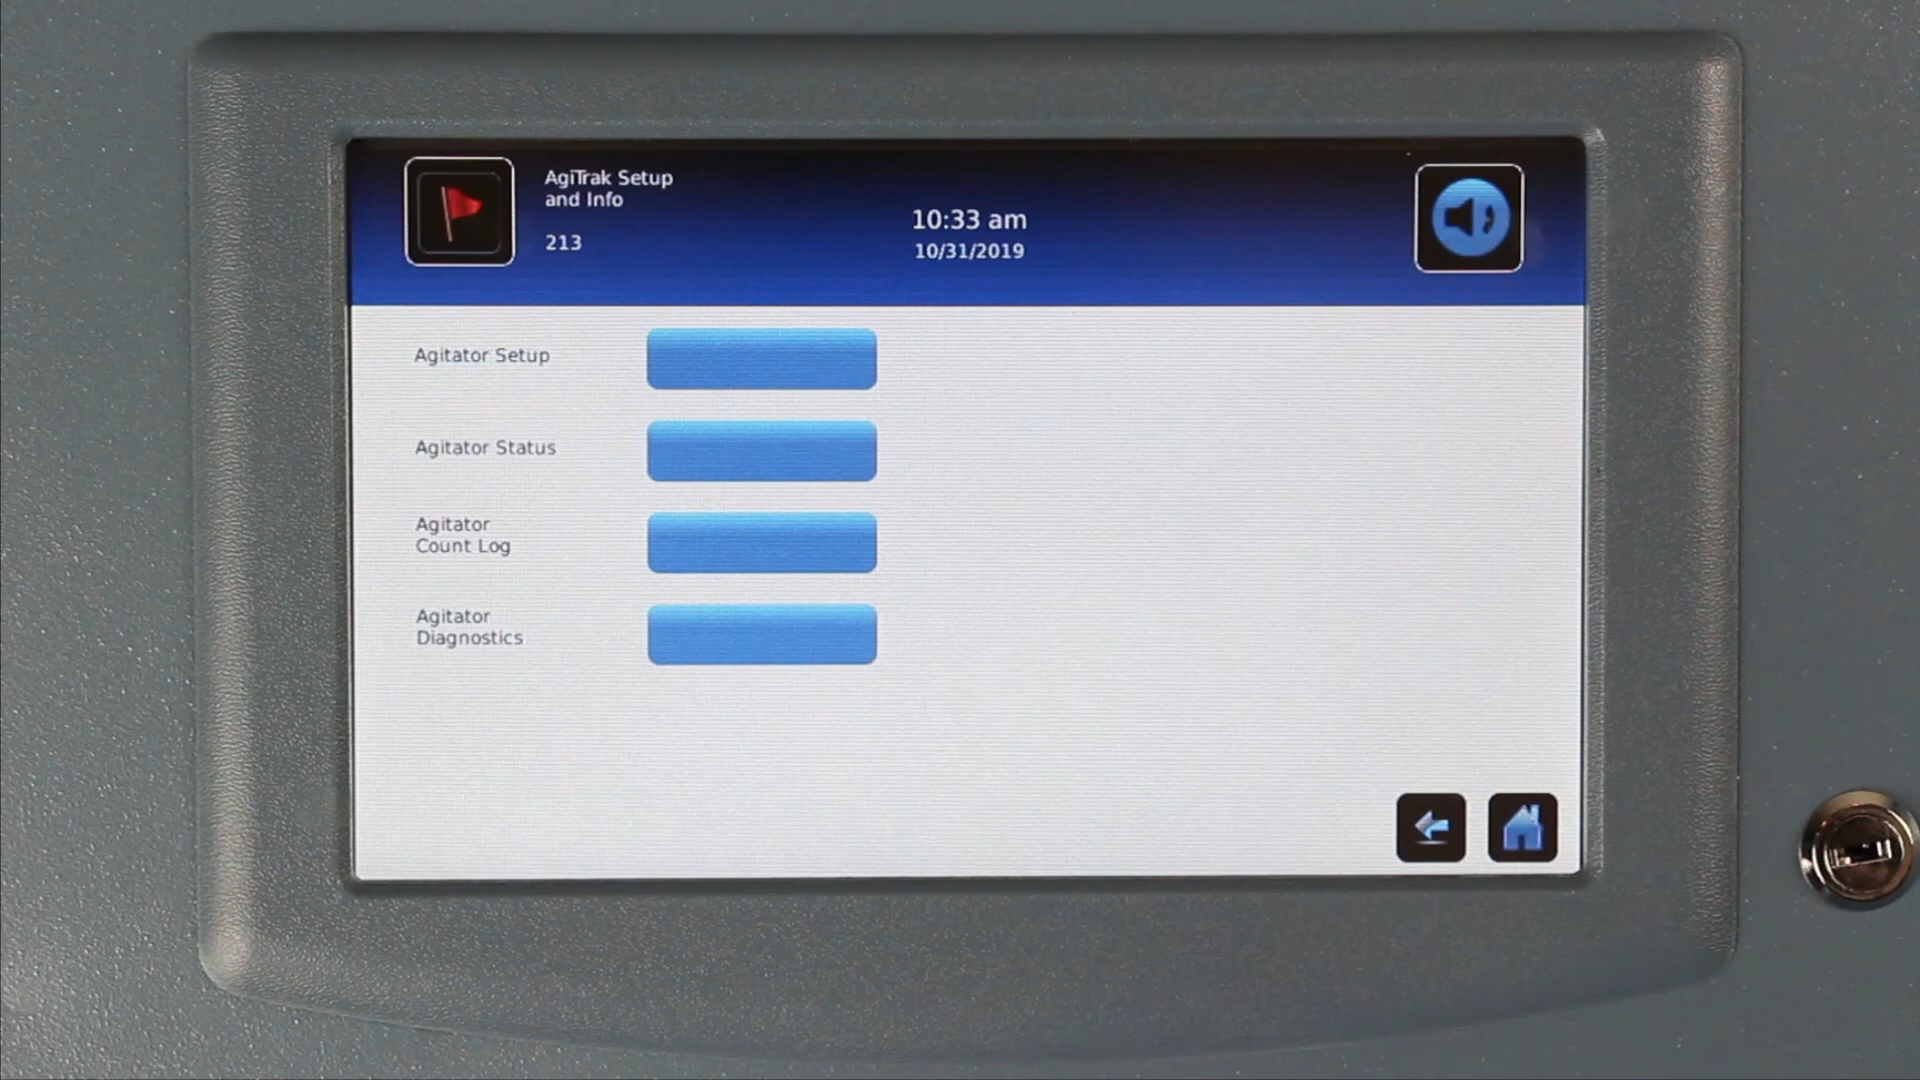 AgiTrak Setup
and Info
213
10:33 am
10/31/2019
Agitator Setup
Agitator Status
Agitator
Count Log
Agitator
Diagnostics